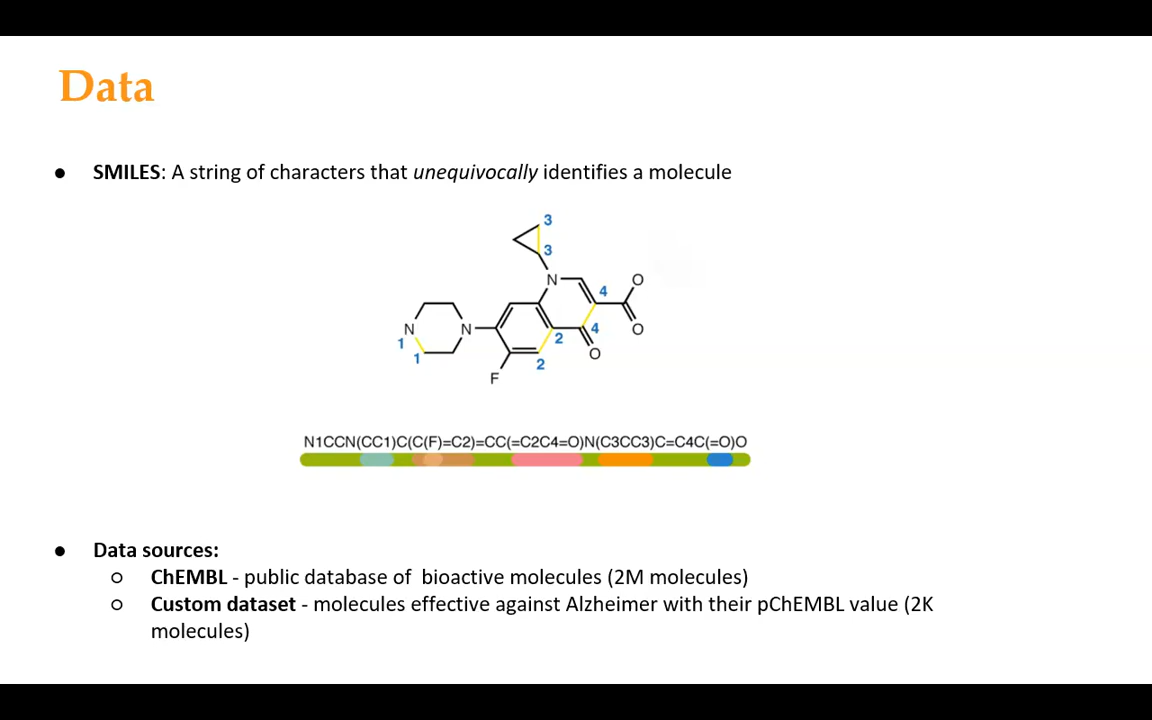 Data
● SMILES: A string of characters that unequivocally identifies a molecule
3
3
N
4
O
N
N
2
4
O
1
1
2
O
F
N1CCN(CC1)C(C(F)=C2)=CC(=C2C4=O)N(C3CC3)C=C4C(=O)O
● Data sources:
○ ChEMBL - public database of bioactive molecules (2M molecules)
○ Custom dataset - molecules effective against Alzheimer with their pChEMBL value (2K
molecules)